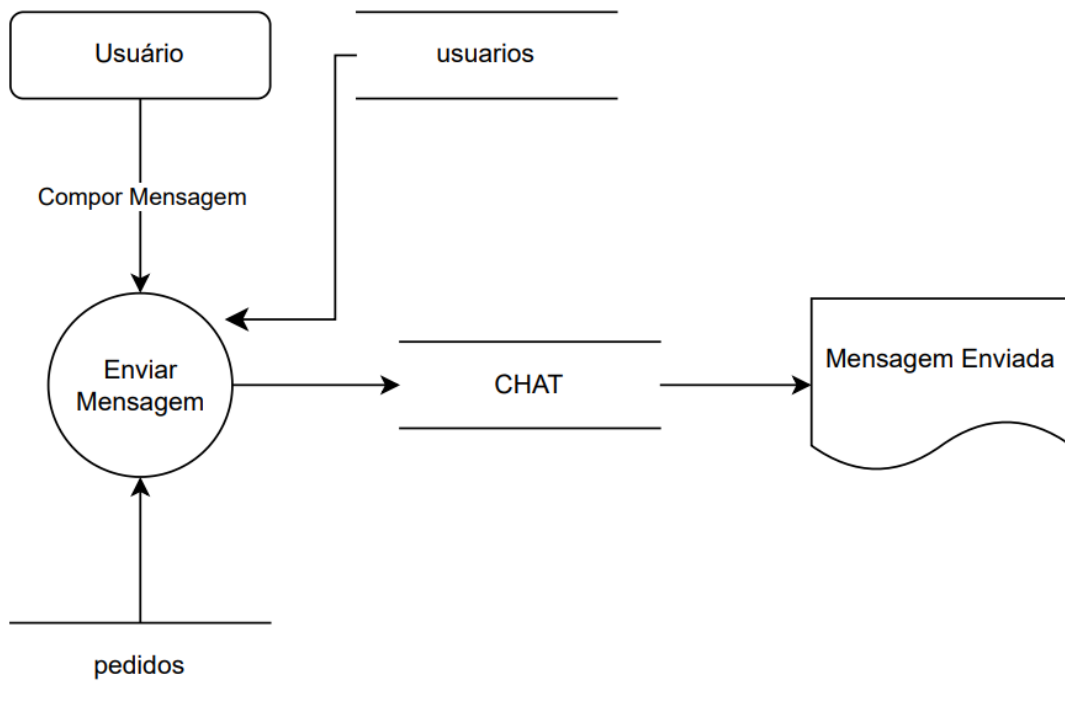 Usuário
usuarios
Compor Mensagem
Enviar
Mensagem
CHAT
Mensagem Enviada
pedidos